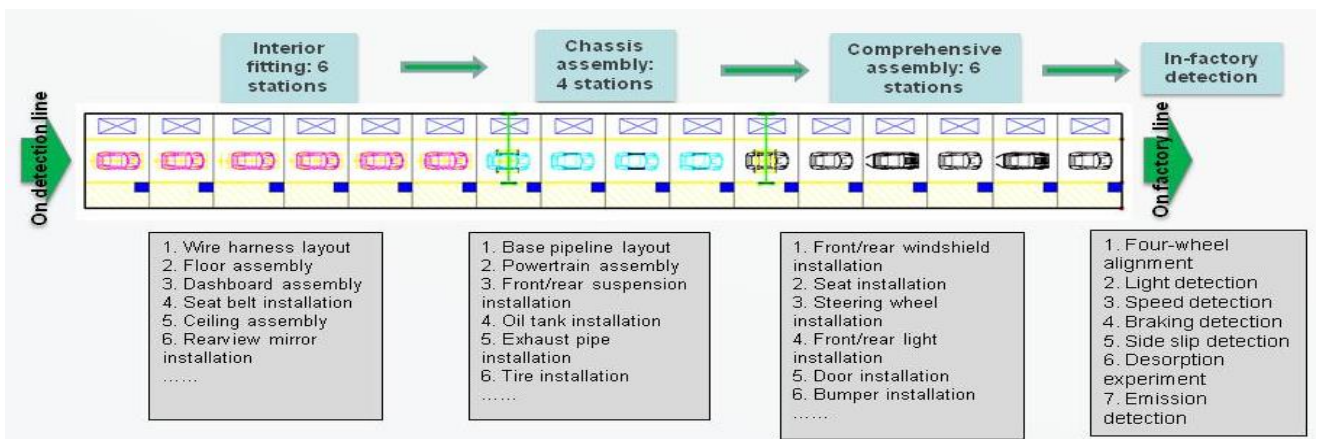 Interior
fitting: 6
stations
Chassis
assembly:
4 stations
Comprehensive
assembly: 6
stations
In-factory
detection
On detection line
On factory line
1. Wire harness layout
2. Floor assembly
3. Dashboard assembly
4. Seat belt installation
5. Ceiling assembly
6. Rearview mirror
installation
……
1. Base pipeline layout
2. Powertrain assembly
3. Front/rear suspension
installation
4. Oil tank installation
5. Exhaust pipe
installation
6. Tire installation
……
1. Front/rear windshield
installation
2. Seat installation
3. Steering wheel
installation
4. Front/rear light
installation
5. Door installation
6. Bumper installation
……
1. Four-wheel
alignment
2. Light detection
3. Speed detection
4. Braking detection
5. Side slip detection
6. Desorption
experiment
7. Emission
detection